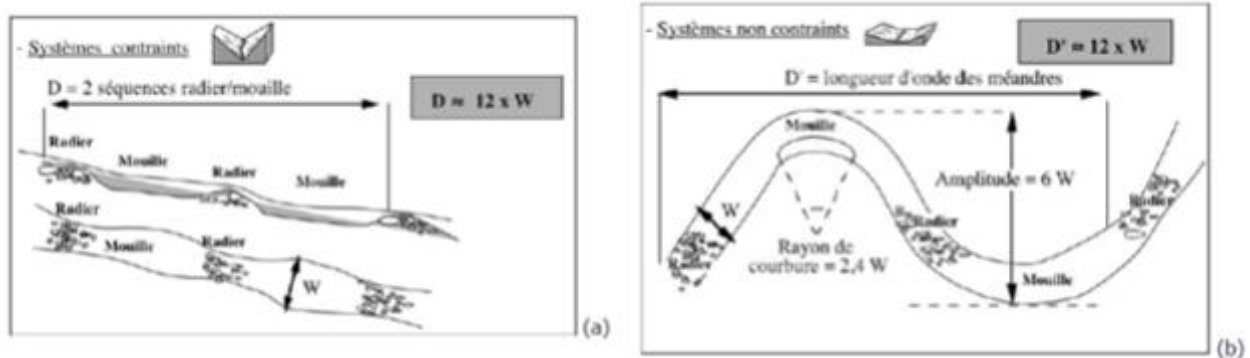 - Systèmes contraints
D = 2 séquences radier/mouille
D ≈ 12 x W
Radier
Mouille
Radier
Mouille
Radier
Mouille
Radier
W
(a)
- Systèmes non contraints
D' = 12 x W
D' = longueur d'onde des méandres
Mouille
Amplitude = 6 W
W
Radier
Radier
Radier
Rayon de
courbure = 2,4 W
Mouille
(b)